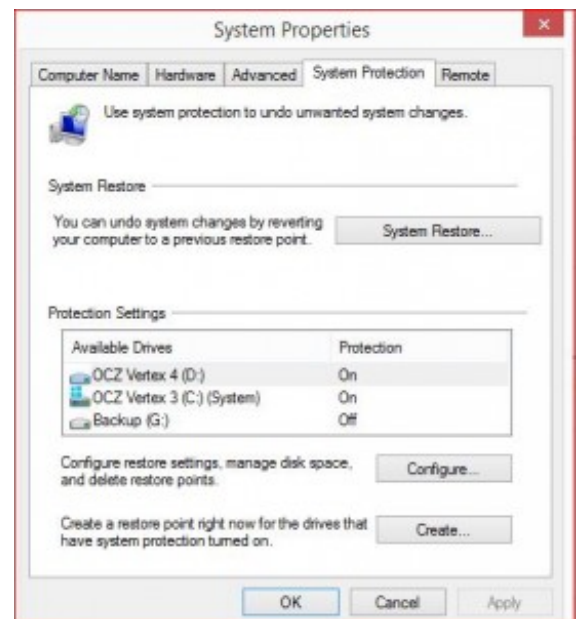 System Properties
Computer Name Hardware Advanced System Protection Remote
Use system protection to undo unwanted system changes.
System Restore
You can undo system changes by reverting
your computer to a previous restore point.
System Restore...
Protection Settings
Available Drives Protection
OCZ Vertex 4 (D:) On
OCZ Vertex 3 (C:) (System) On
Backup (G:) Off
Configure restore settings, manage disk space,
and delete restore points.
Configure...
Create a restore point right now for the drives that
have system protection turned on.
Create...
OK Cancel Apply